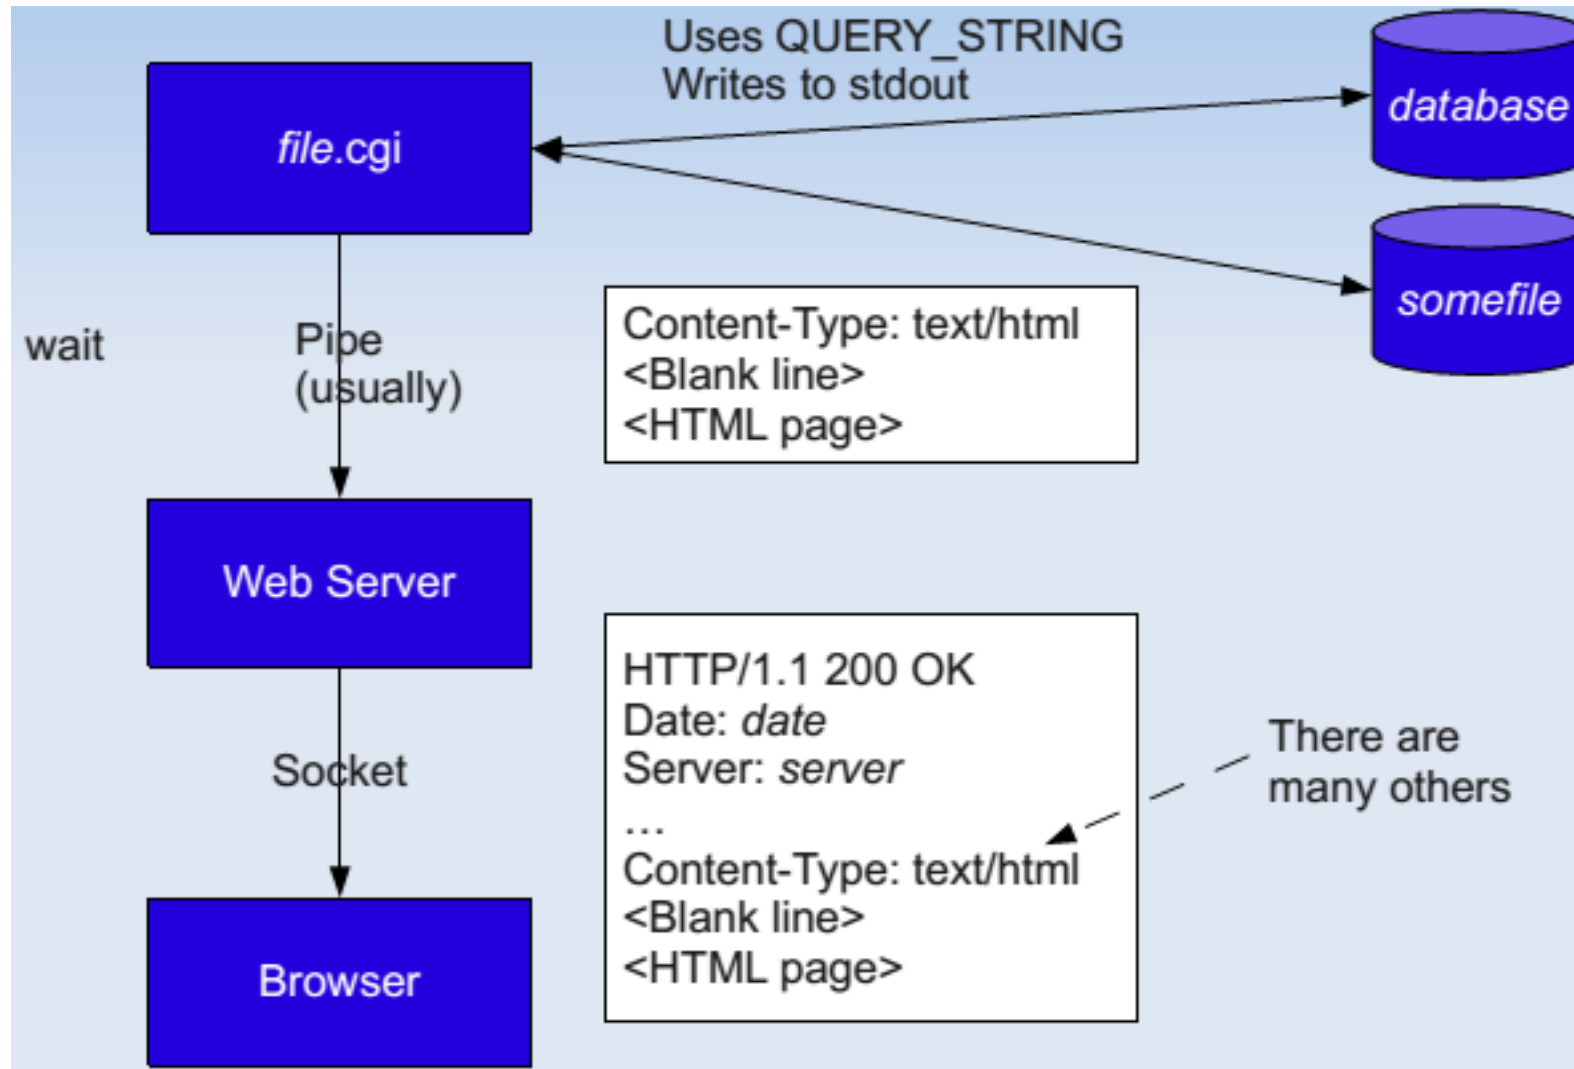 Uses QUERY_STRING
Writes to stdout
file.cgi
database
somefile
wait
Pipe
(usually)
Content-Type: text/html
<Blank line>
<HTML page>
Web Server
HTTP/1.1 200 OK
Date: date
Server: server
…
Content-Type: text/html
<Blank line>
<HTML page>
There are
many others
Socket
Browser